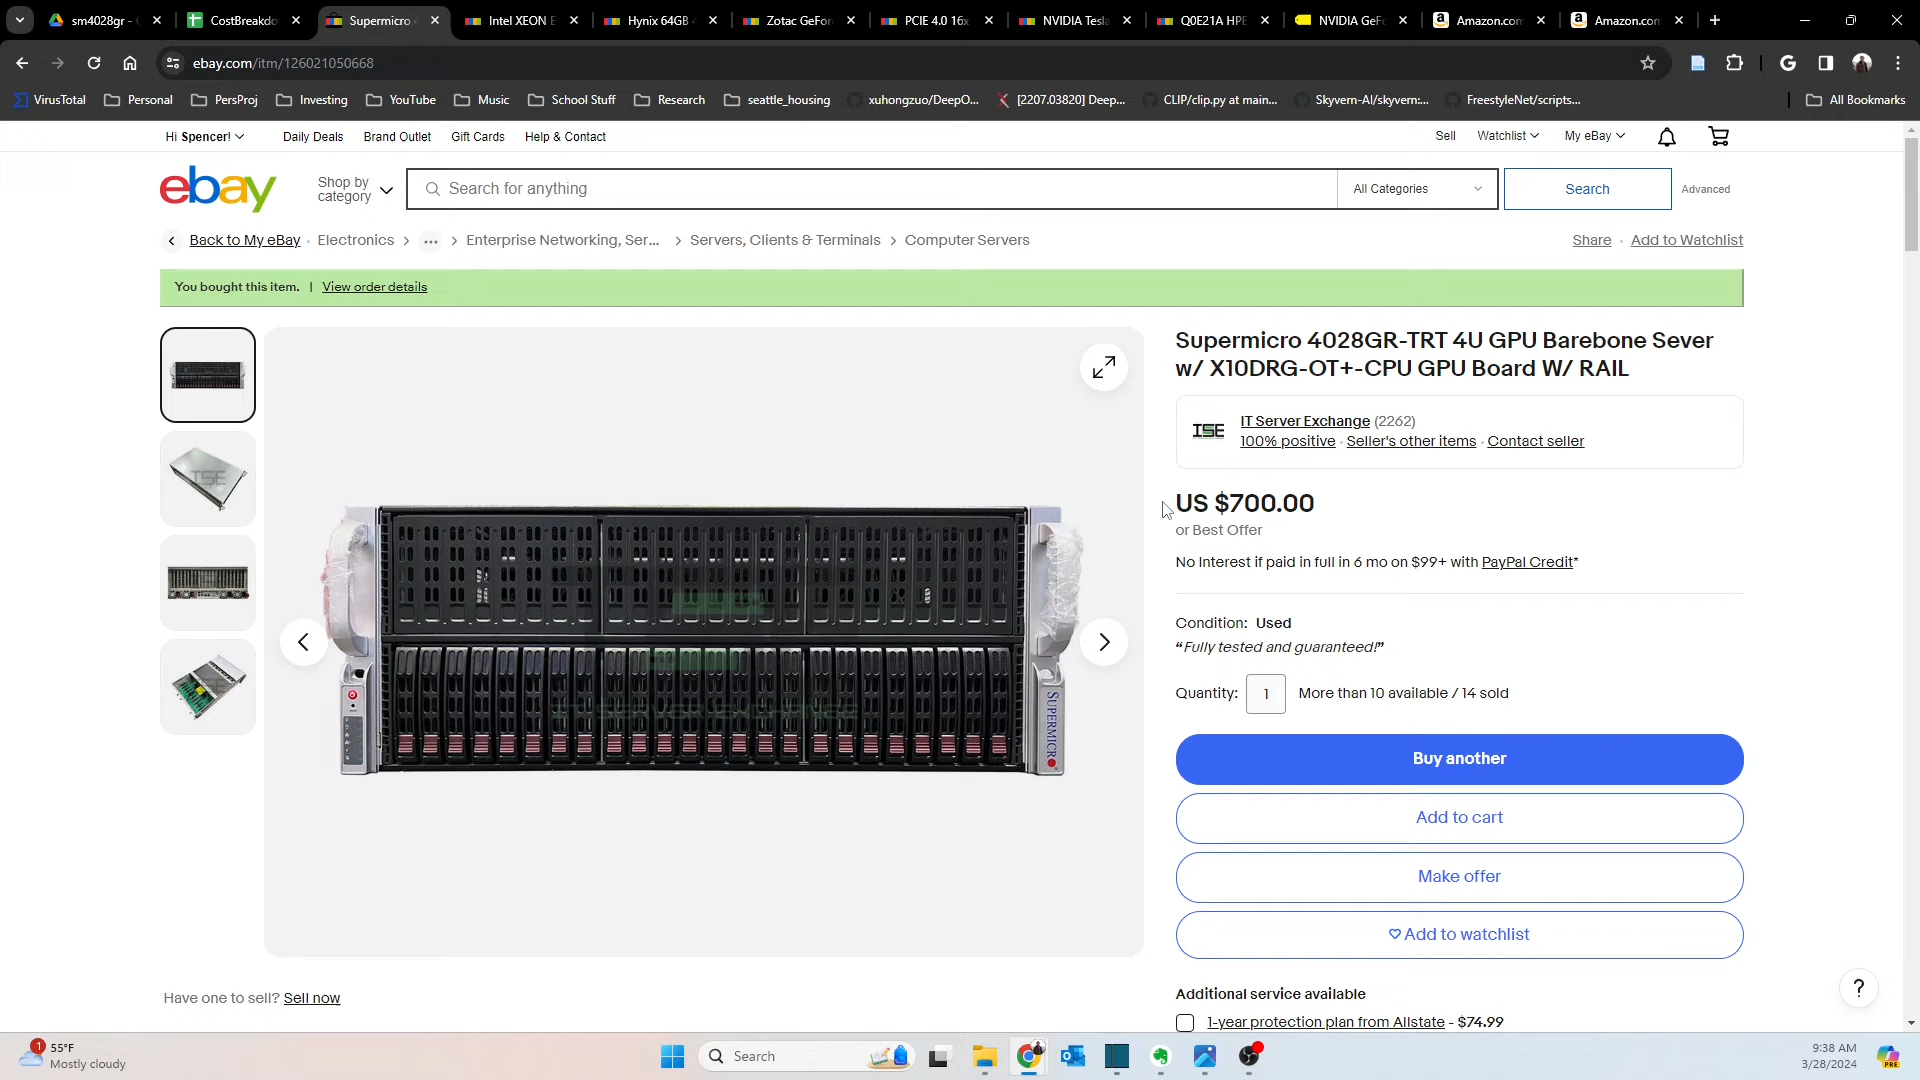 sm4028gr -
CostBreakdo
Supermicro
Intel XEON E
Hynix 64GB
Zotac GeFor
PCIE 4.0 16x
NVIDIA Tesla
Q0E21A HPE
NVIDIA GeFo
Amazon.com
Amazon.com
ebay.com/itm/126021050668
VirusTotal
Personal
PersProj
Investing
YouTube
Music
School Stuff
Research
seattle_housing
xuhongzuo/DeepO...
[2207.03820] Deep...
CLIP/clip.py at main...
Skyvern-AI/skyvern:...
FreestyleNet/scripts...
All Bookmarks
Hi Spencer!
Daily Deals
Brand Outlet
Gift Cards
Help & Contact
Sell
Watchlist
My eBay
ebay
Shop by
category
Search for anything
All Categories
Search
Advanced
Back to My eBay
Electronics
...
Enterprise Networking, Ser...
Servers, Clients & Terminals
Computer Servers
Share
Add to Watchlist
You bought this item. | View order details
Supermicro 4028GR-TRT 4U GPU Barebone Sever
w/ X10DRG-OT+-CPU GPU Board W/ RAIL
ISE
IT Server Exchange (2262)
100% positive · Seller's other items · Contact seller
US $700.00
or Best Offer
No Interest if paid in full in 6 mo on $99+ with PayPal Credit*
Condition: Used
“Fully tested and guaranteed!”
Quantity: 1 More than 10 available / 14 sold
Buy another
Add to cart
Make offer
Add to watchlist
SUPERMICRO
Have one to sell? Sell now
Additional service available
1-year protection plan from Allstate - $74.99
?
1
55°F
Mostly cloudy
Search
9:38 AM
3/28/2024
PRE